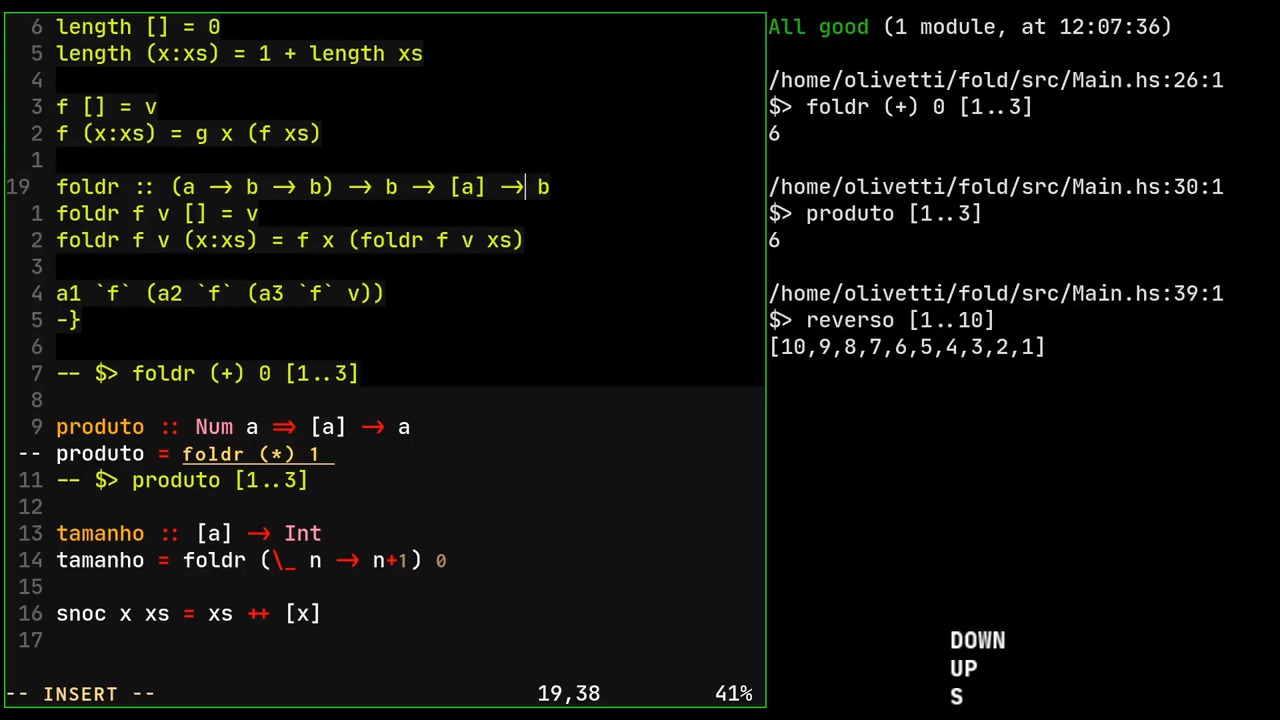 6 length [] = 0
5 length (x:xs) = 1 + length xs
4
3 f [] = v
2 f (x:xs) = g x (f xs)
1
19 foldr :: (a -> b -> b) -> b -> [a] -> b
1 foldr f v [] = v
2 foldr f v (x:xs) = f x (foldr f v xs)
3
4 a1 `f` (a2 `f` (a3 `f` v))
5 -}
6
7 -- $> foldr (+) 0 [1..3]
8
9 produto :: Num a => [a] -> a
-- produto = foldr (*) 1
11 -- $> produto [1..3]
12
13 tamanho :: [a] -> Int
14 tamanho = foldr (\_ n -> n+1) 0
15
16 snoc x xs = xs ++ [x]
17
-- INSERT -- 19,38 41%
All good (1 module, at 12:07:36)
/home/olivetti/fold/src/Main.hs:26:1
$> foldr (+) 0 [1..3]
6
/home/olivetti/fold/src/Main.hs:30:1
$> produto [1..3]
6
/home/olivetti/fold/src/Main.hs:39:1
$> reverso [1..10]
[10,9,8,7,6,5,4,3,2,1]
DOWN
UP
S